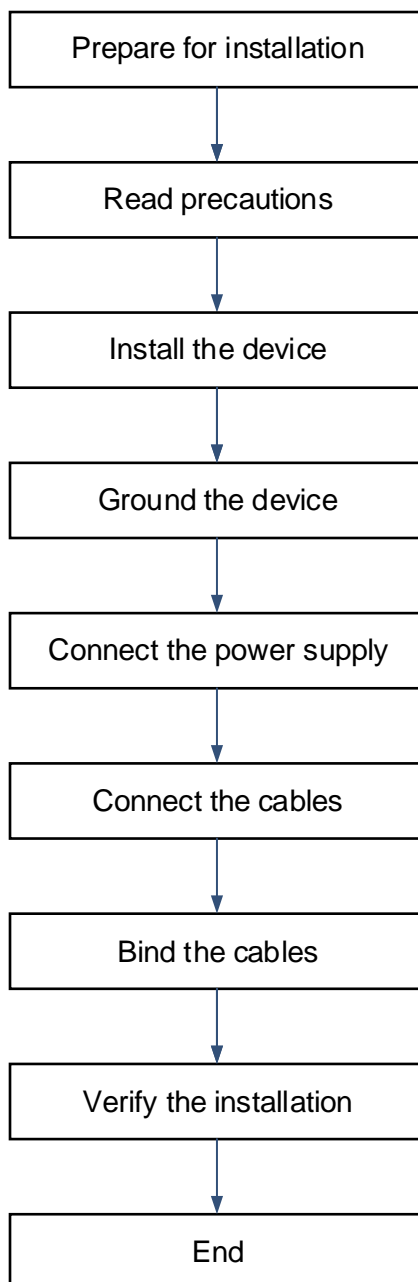 Prepare for installation
Read precautions
Install the device
Ground the device
Connect the power supply
Connect the cables
Bind the cables
Verify the installation
End